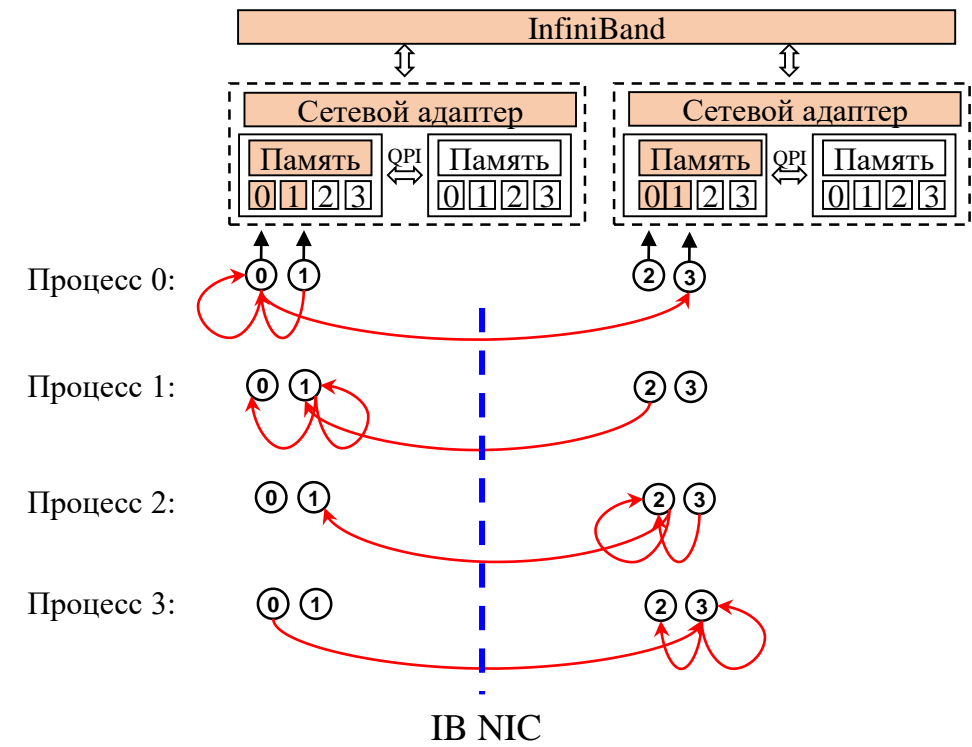 InfiniBand
Сетевой адаптер
Сетевой адаптер
Память QPI Память
Память QPI Память
0 1 2 3 0 1 2 3
0 1 2 3 0 1 2 3
Процесс 0: 0 1 2 3
Процесс 1: 0 1 2 3
Процесс 2: 0 1 2 3
Процесс 3: 0 1 2 3
IB NIC